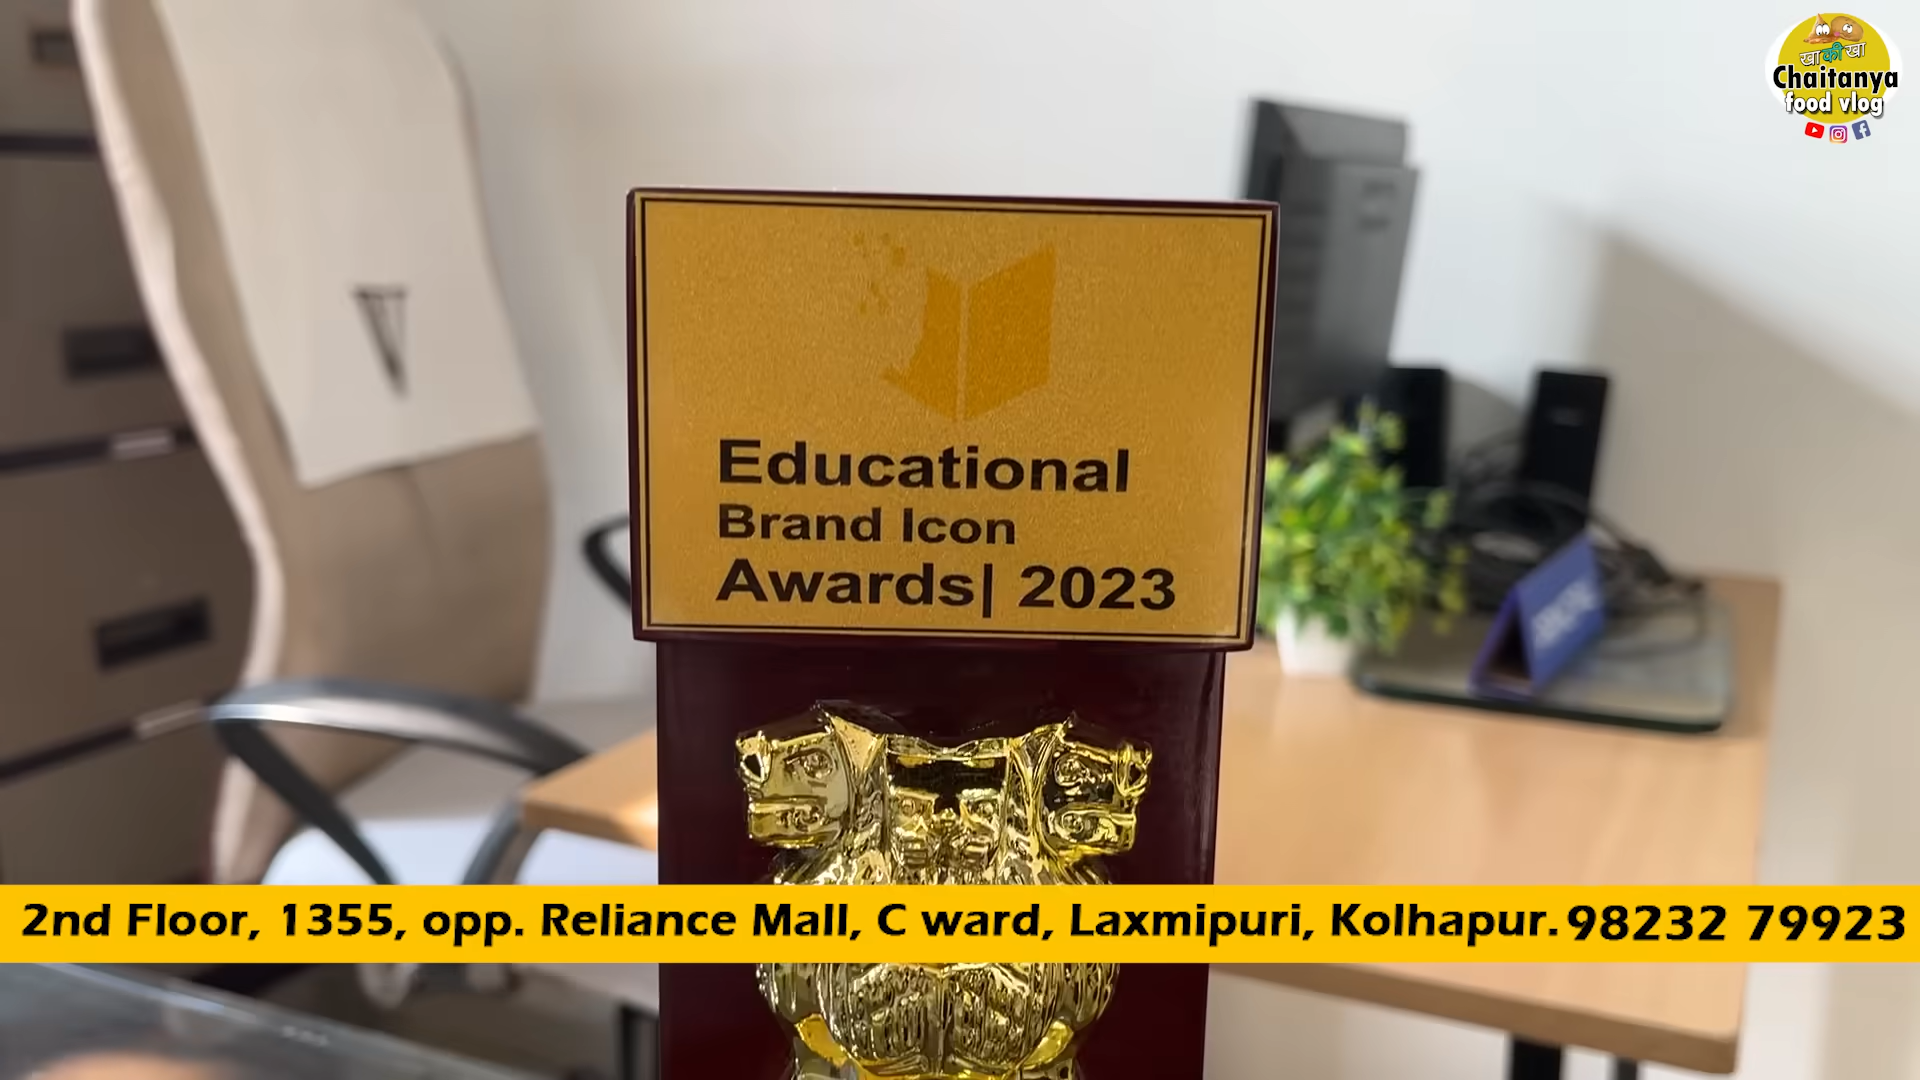 खा की खा
Chaitanya
food vlog
Educational
Brand Icon
Awards| 2023
2nd Floor, 1355, opp. Reliance Mall, C ward, Laxmipuri, Kolhapur. 98232 79923